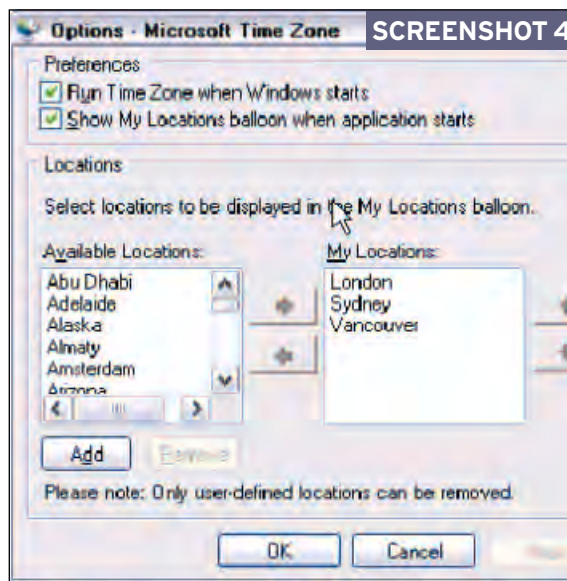 Options - Microsoft Time Zone
SCREENSHOT 4
Preferences
Run Time Zone when Windows starts
Show My Locations balloon when application starts
Locations
Select locations to be displayed in the My Locations balloon.
Available Locations:
Abu Dhabi
Adelaide
Alaska
Almaty
Amsterdam
Arizona
My Locations:
London
Sydney
Vancouver
Add
Remove
Please note: Only user-defined locations can be removed.
OK
Cancel